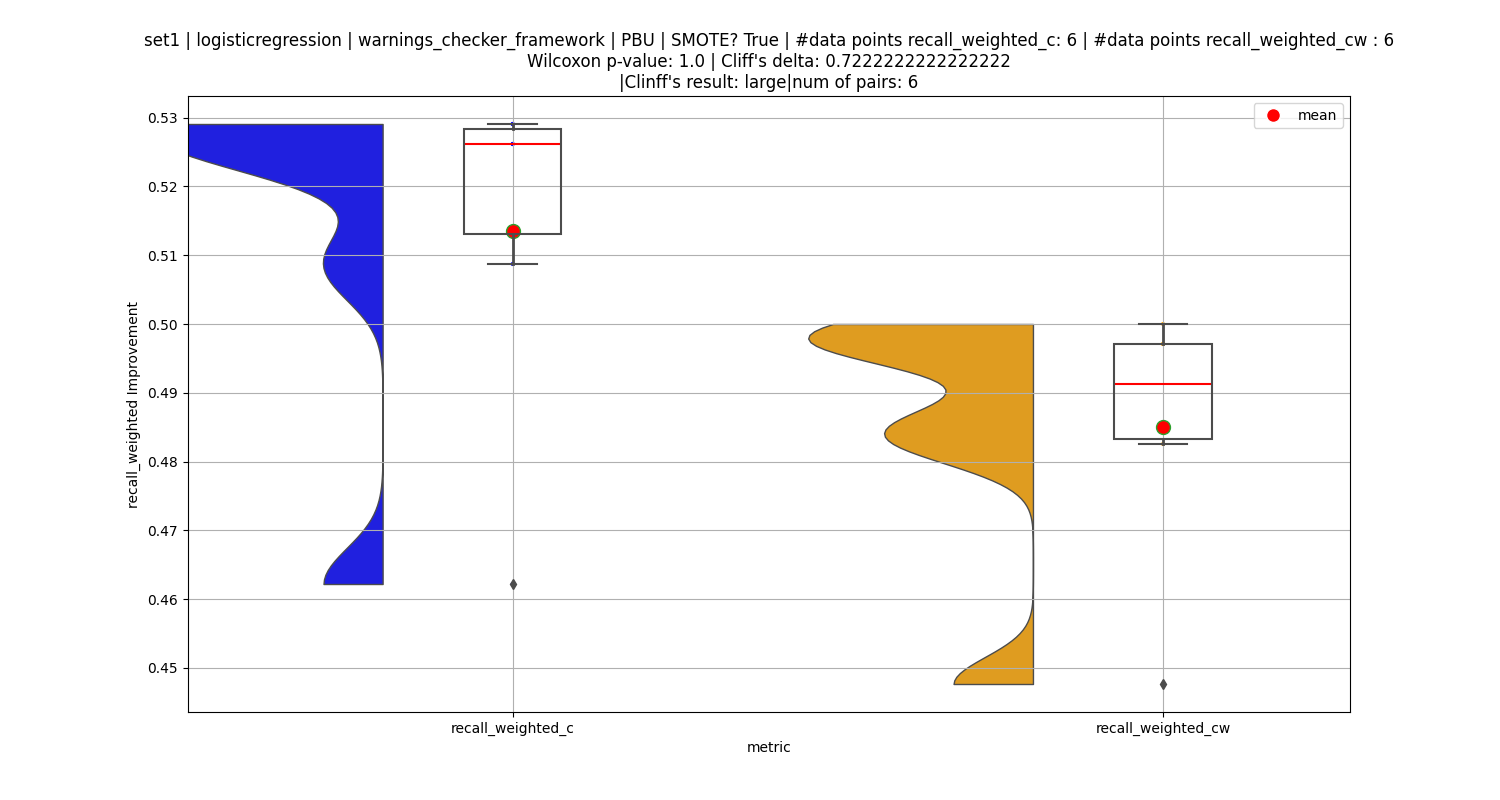 set1 | logisticregression | warnings_checker_framework | PBU | SMOTE? True | #data points recall_weighted_c: 6 | #data points recall_weighted_cw : 6
Wilcoxon p-value: 1.0 | Cliff's delta: 0.7222222222222222
|Clinff's result: large|num of pairs: 6
mean
0.53
0.52
0.51
0.50
0.49
0.48
0.47
0.46
0.45
recall_weighted Improvement
recall_weighted_c
recall_weighted_cw
metric